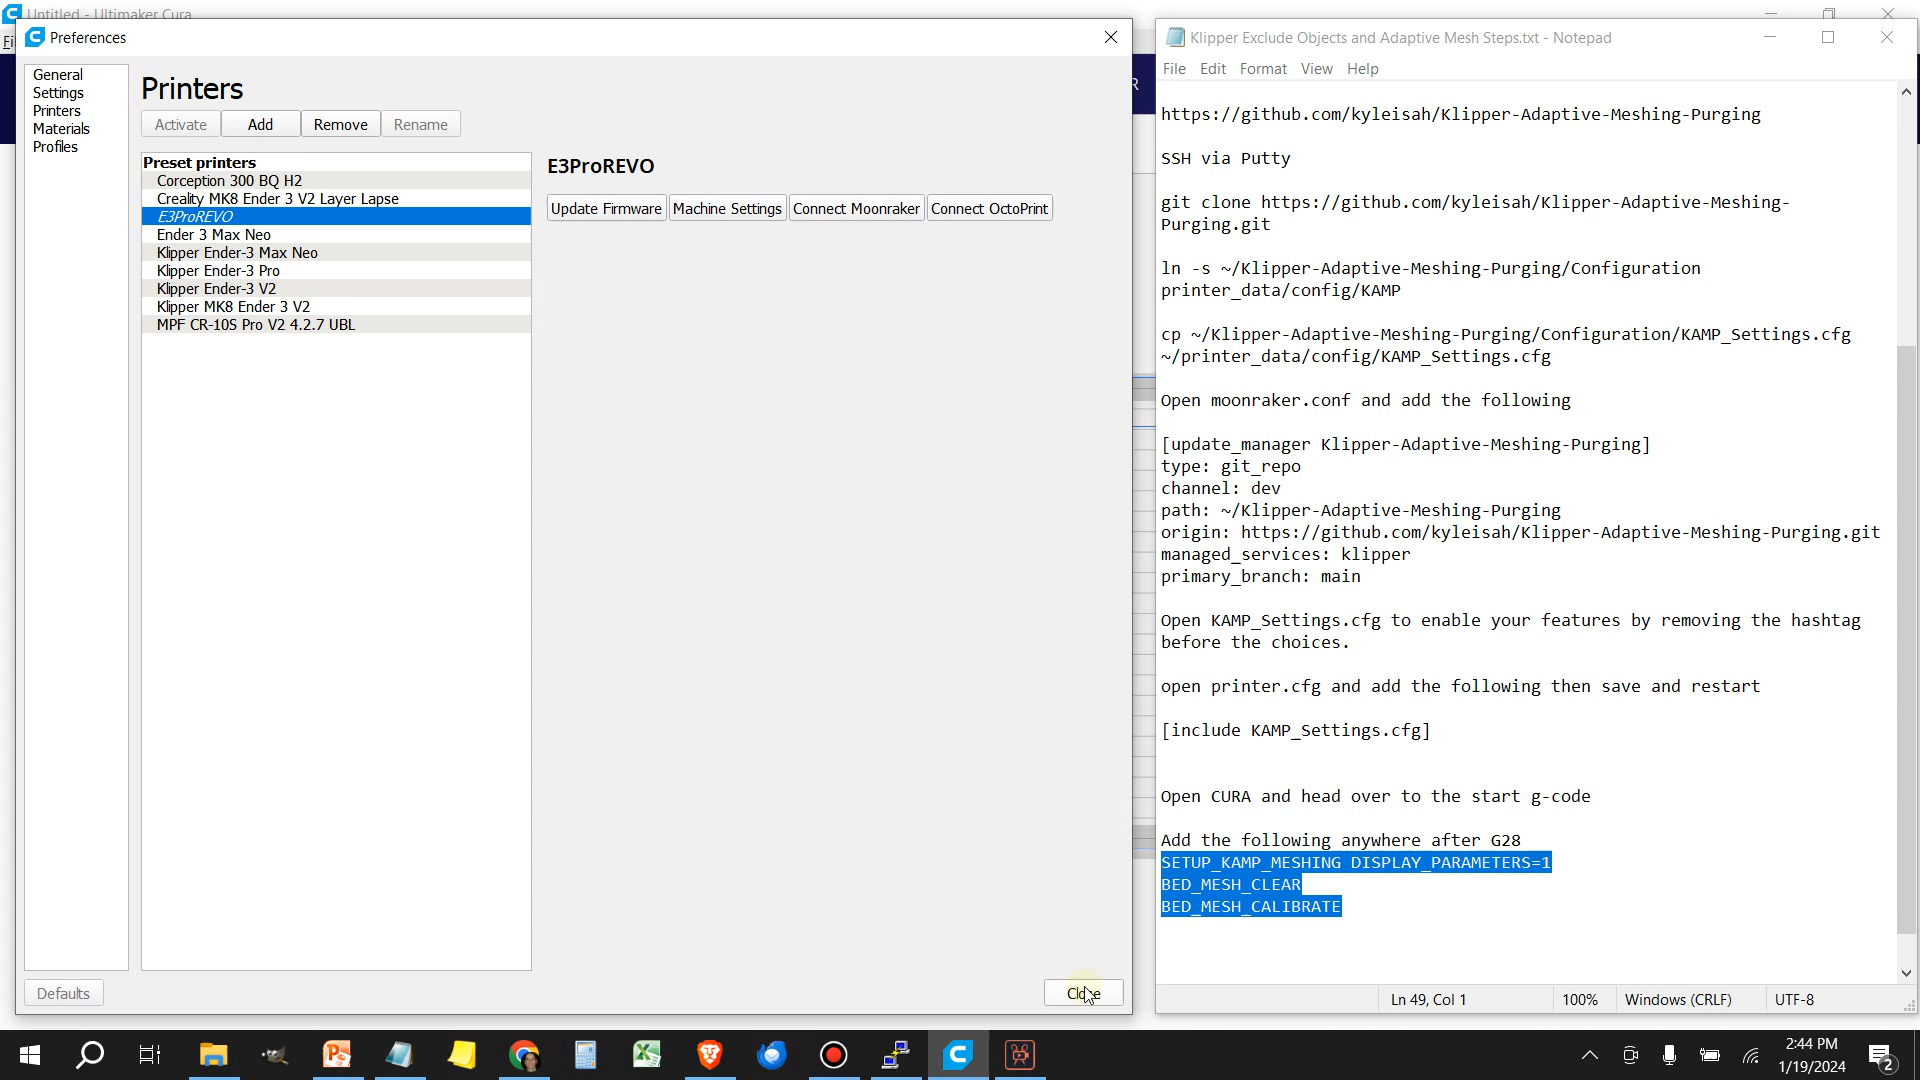 Untitled - Ultimaker Cura
Preferences
General
Settings
Printers
Materials
Profiles
Printers
Activate
Add
Remove
Rename
Preset printers
Corception 300 BQ H2
Creality MK8 Ender 3 V2 Layer Lapse
E3ProREVO
Ender 3 Max Neo
Klipper Ender-3 Max Neo
Klipper Ender-3 Pro
Klipper Ender-3 V2
Klipper MK8 Ender 3 V2
MPF CR-10S Pro V2 4.2.7 UBL
E3ProREVO
Update Firmware
Machine Settings
Connect Moonraker
Connect OctoPrint
Defaults
Close
R
Klipper Exclude Objects and Adaptive Mesh Steps.txt - Notepad
File Edit Format View Help
https://github.com/kyleisah/Klipper-Adaptive-Meshing-Purging
SSH via Putty
git clone https://github.com/kyleisah/Klipper-Adaptive-Meshing-
Purging.git
ln -s ~/Klipper-Adaptive-Meshing-Purging/Configuration
printer_data/config/KAMP
cp ~/Klipper-Adaptive-Meshing-Purging/Configuration/KAMP_Settings.cfg
~/printer_data/config/KAMP_Settings.cfg
Open moonraker.conf and add the following
[update_manager Klipper-Adaptive-Meshing-Purging]
type: git_repo
channel: dev
path: ~/Klipper-Adaptive-Meshing-Purging
origin: https://github.com/kyleisah/Klipper-Adaptive-Meshing-Purging.git
managed_services: klipper
primary_branch: main
Open KAMP_Settings.cfg to enable your features by removing the hashtag
before the choices.
open printer.cfg and add the following then save and restart
[include KAMP_Settings.cfg]
Open CURA and head over to the start g-code
Add the following anywhere after G28
SETUP_KAMP_MESHING DISPLAY_PARAMETERS=1
BED_MESH_CLEAR
BED_MESH_CALIBRATE
Ln 49, Col 1
100%
Windows (CRLF)
UTF-8
2:44 PM
1/19/2024
2